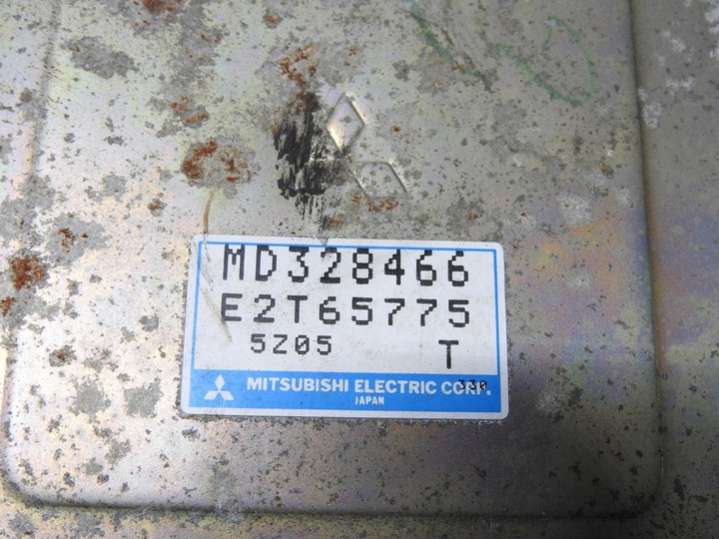 MD328466
E2T65775
5Z05 T
MITSUBISHI ELECTRIC CORP.
JAPAN